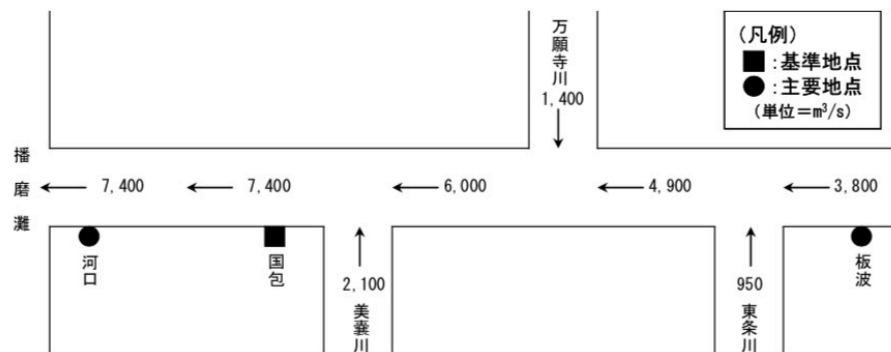 万願寺川
1,400
(凡例)
■:基準地点
●:主要地点
(単位=m³/s)
播磨灘
7,400
7,400
6,000
4,900
3,800
河口
国包
2,100
美嚢川
950
東条川
板波